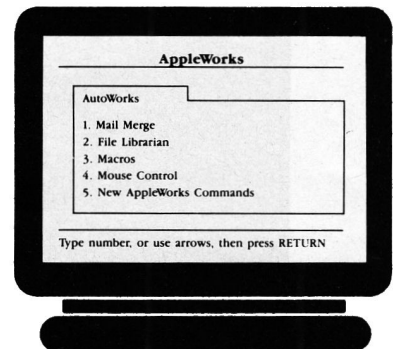 AppleWorks
AutoWorks
1. Mail Merge
2. File Librarian
3. Macros
4. Mouse Control
5. New AppleWorks Commands
Type number, or use arrows, then press RETURN